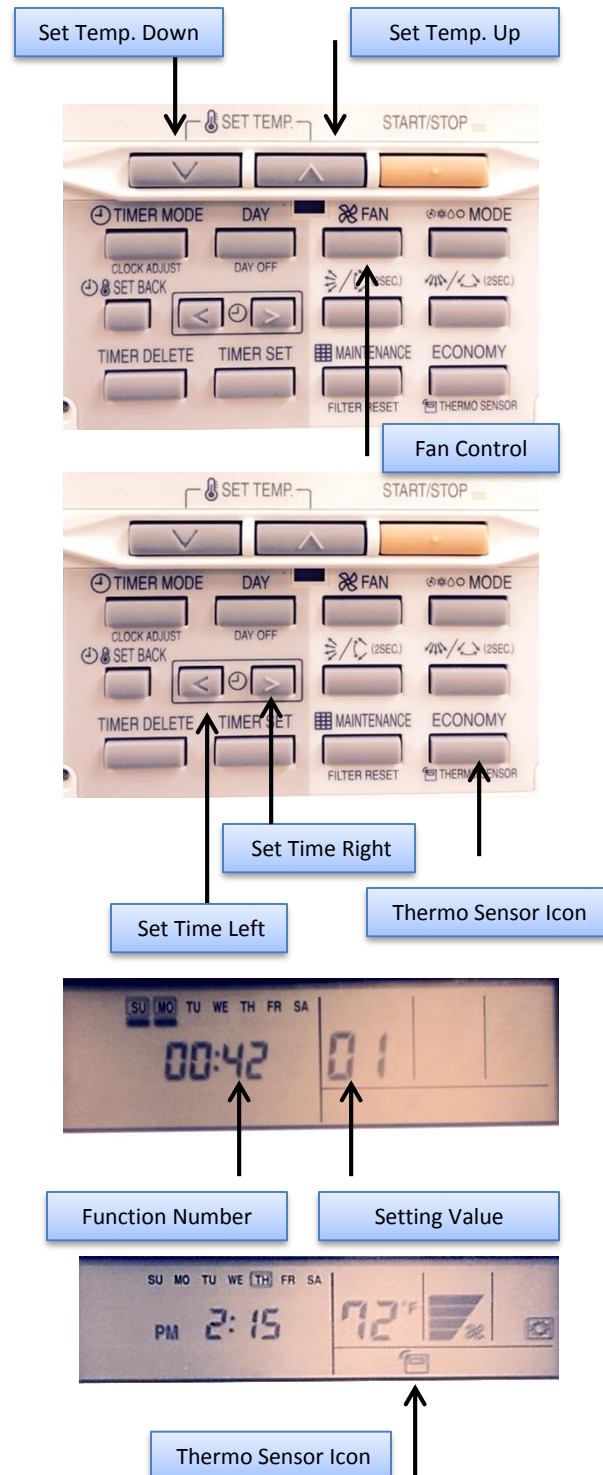 Set Temp. Down
Set Temp. Up
SET TEMP.
START/STOP
TIMER MODE DAY FAN MODE
CLOCK ADJUST DAY OFF
SET BACK
(2SEC.)
TIMER DELETE TIMER SET MAINTENANCE ECONOMY
FILTER RESET THERMO SENSOR
Fan Control
SET TEMP.
START/STOP
TIMER MODE DAY FAN MODE
CLOCK ADJUST DAY OFF
SET BACK
(2SEC.) (2SEC.)
TIMER DELETE TIMER SET MAINTENANCE ECONOMY
FILTER RESET THERMO SENSOR
Set Time Right
Set Time Left
Thermo Sensor Icon
SU MO TU WE TH FR SA
00:42 01
Function Number
Setting Value
SU MO TU WE TH FR SA
PM 2:15 72°F
Thermo Sensor Icon